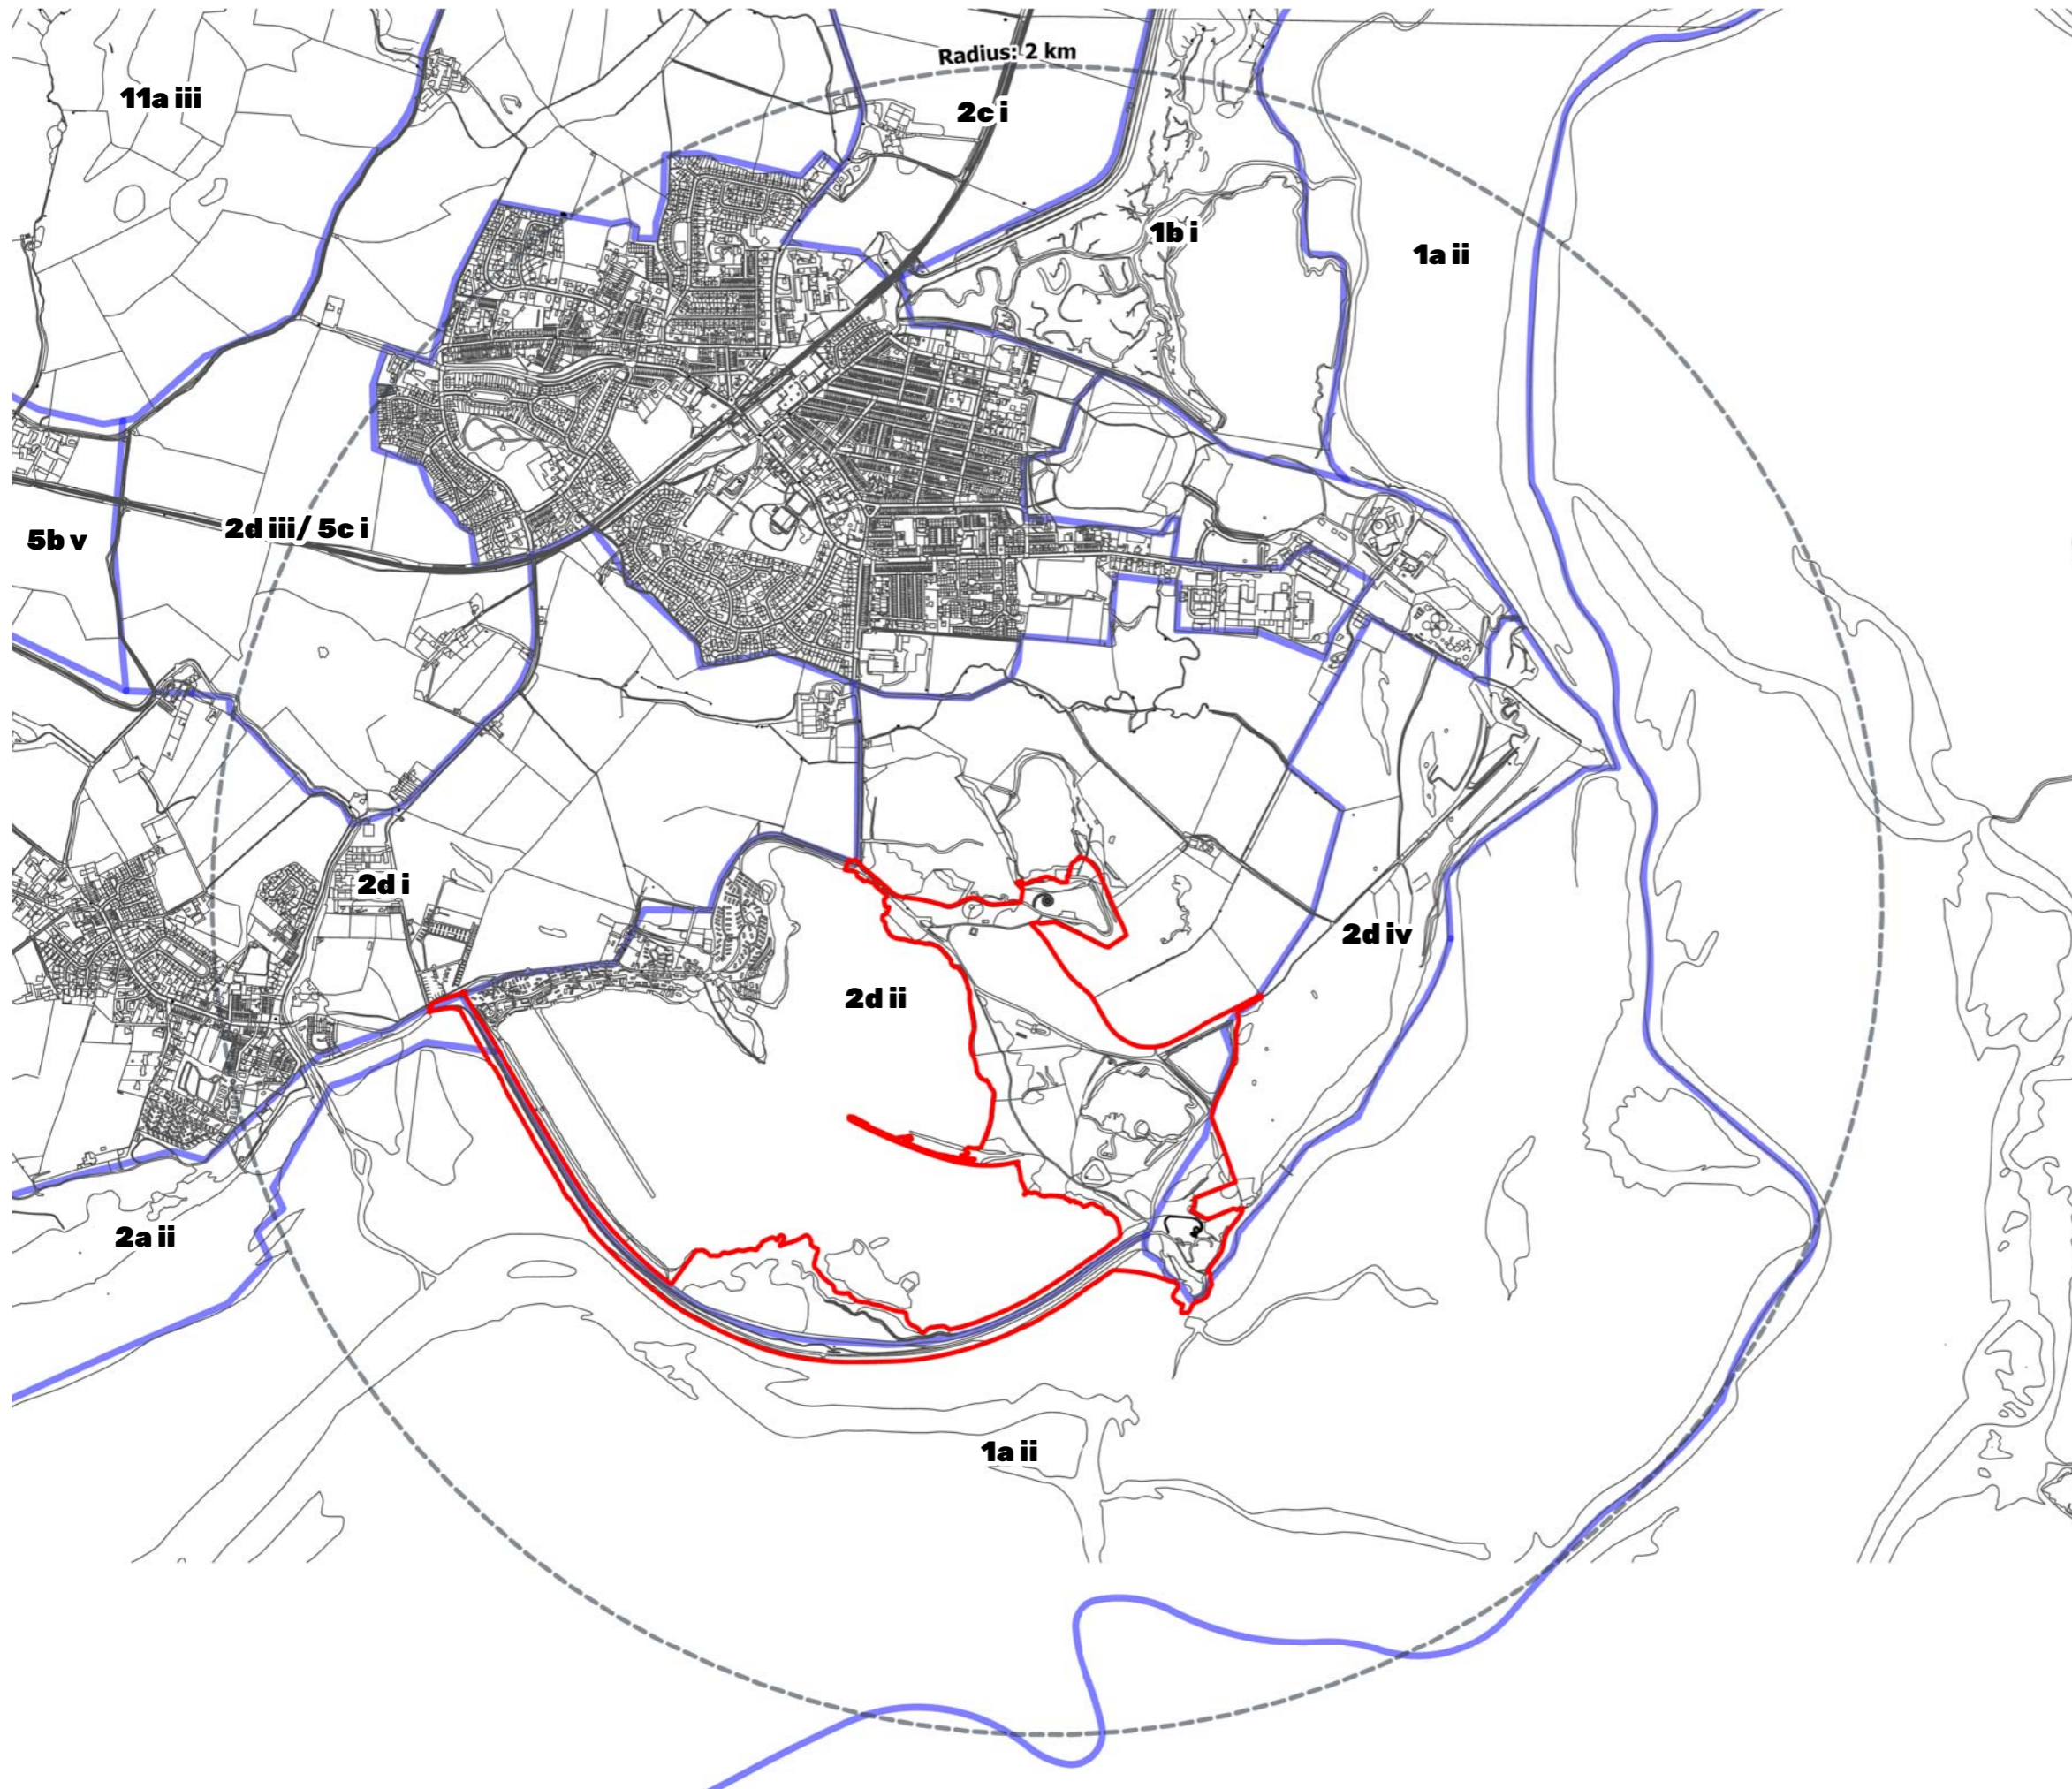 Radius: 2 km
11a iii
2c i
1b i
1a ii
2d iii/ 5c i
5b v
2d i
2d iv
2d ii
2a ii
1a ii